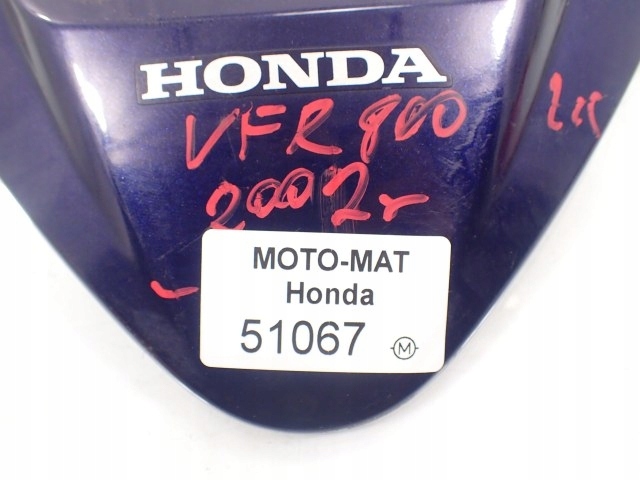 HONDA
VFR 800
2002r
MOTO-MAT
Honda
51067 M